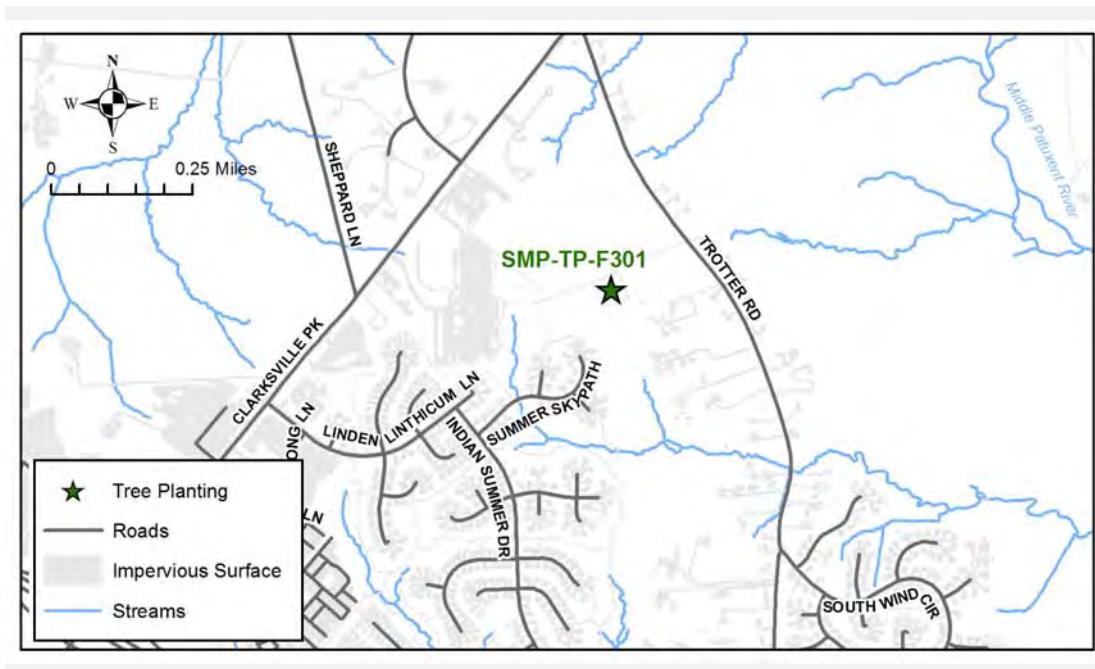 N
W
E
S
0
0.25 Miles
SHEPPARD LN
Middle Patuxent River
TROTTER RD
SMP-TP-F301
CLARKSVILLE PK
LINDEN LINTHICUM LN
SUMMER SKY PATH
INDIAN SUMMER DR
ONG LN
LN
SOUTH WIND CIR
Tree Planting
Roads
Impervious Surface
Streams